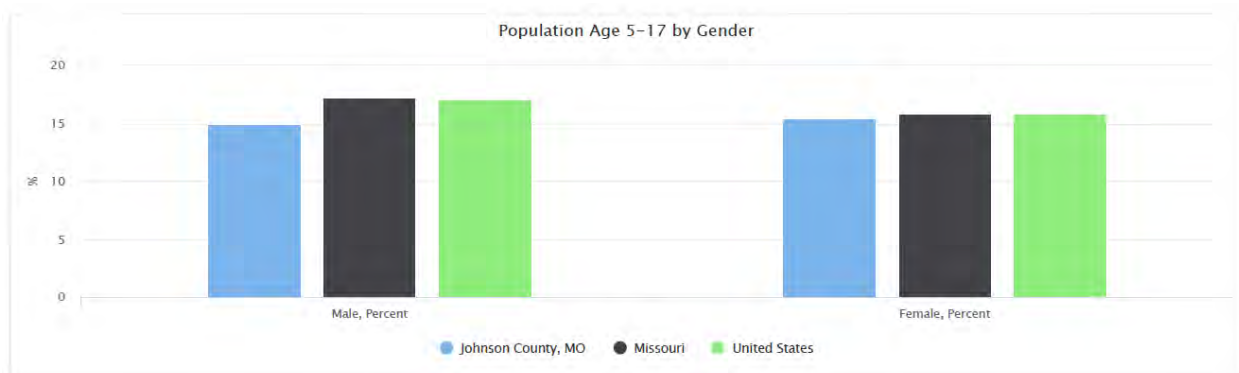 Population Age 5-17 by Gender
20
15
%
10
5
0
Male, Percent
Female, Percent
Johnson County, MO
Missouri
United States